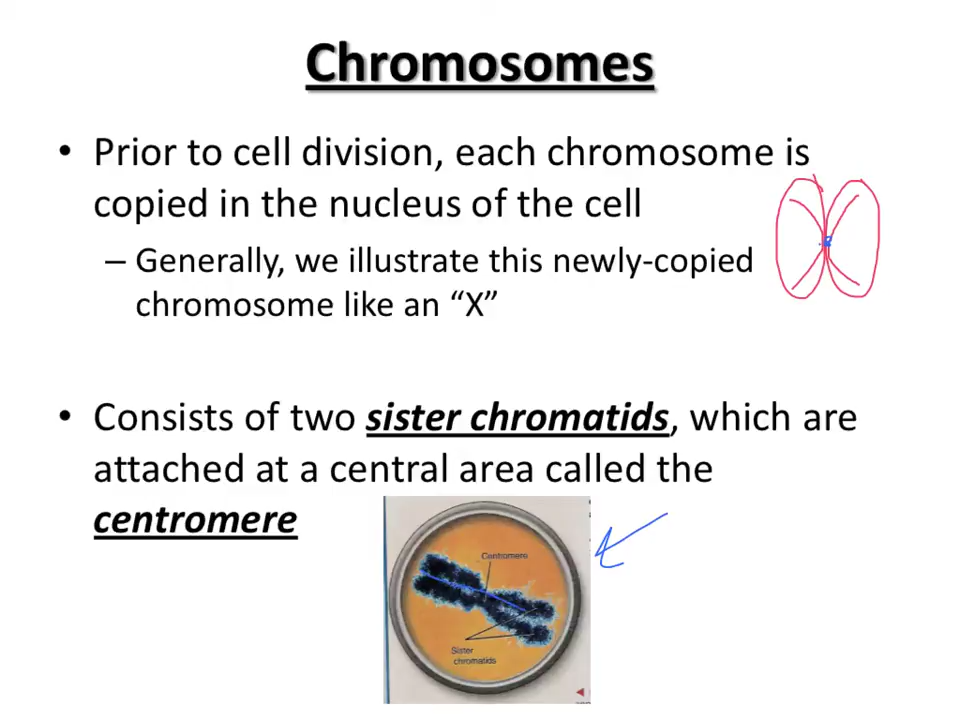 Chromosomes
• Prior to cell division, each chromosome is
copied in the nucleus of the cell
– Generally, we illustrate this newly-copied
chromosome like an “X”
• Consists of two sister chromatids, which are
attached at a central area called the
centromere
Centromere
Sister
chromatids